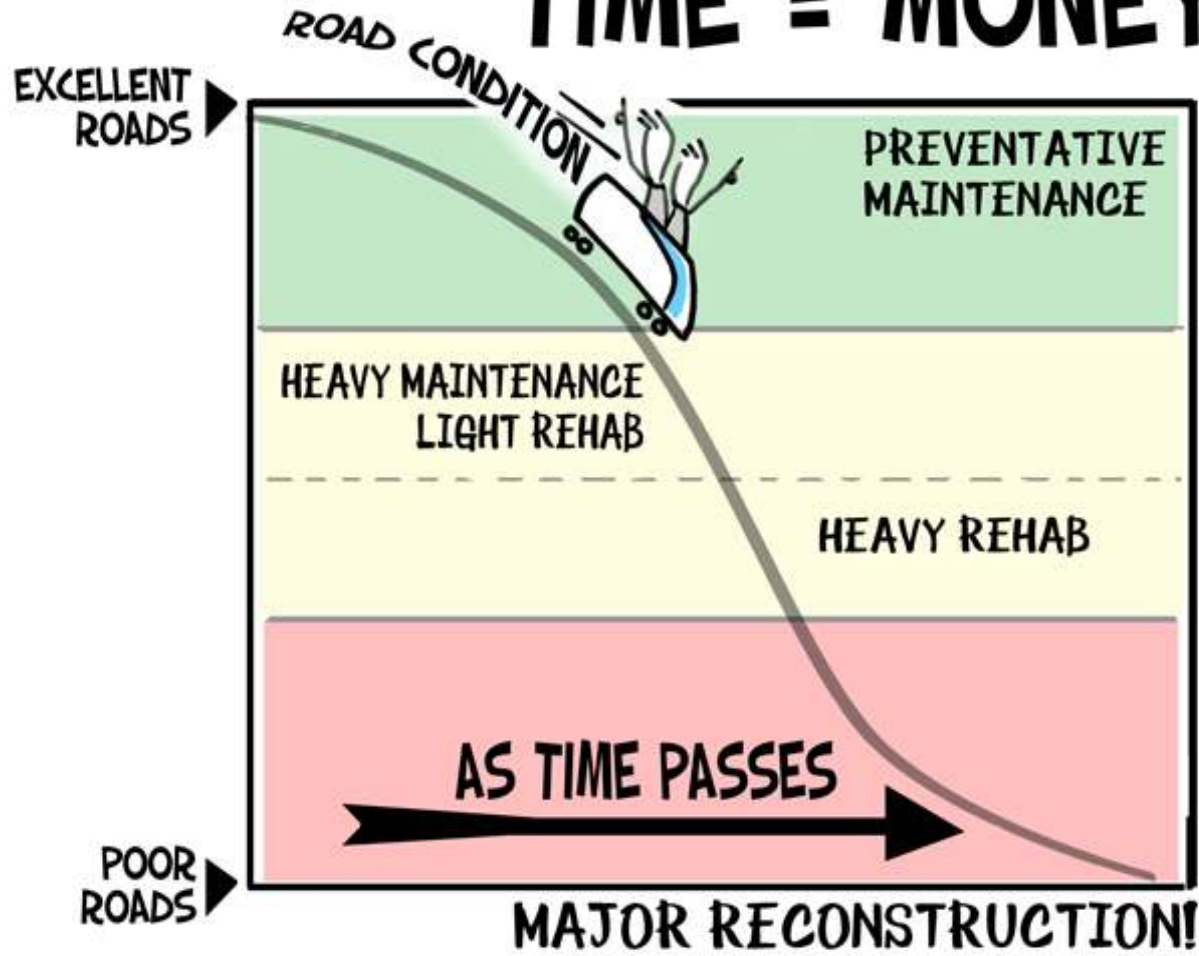 TIME = MONEY
ROAD CONDITION
EXCELLENT
ROADS
PREVENTATIVE
MAINTENANCE
HEAVY MAINTENANCE
LIGHT REHAB
HEAVY REHAB
AS TIME PASSES
POOR
ROADS
MAJOR RECONSTRUCTION!